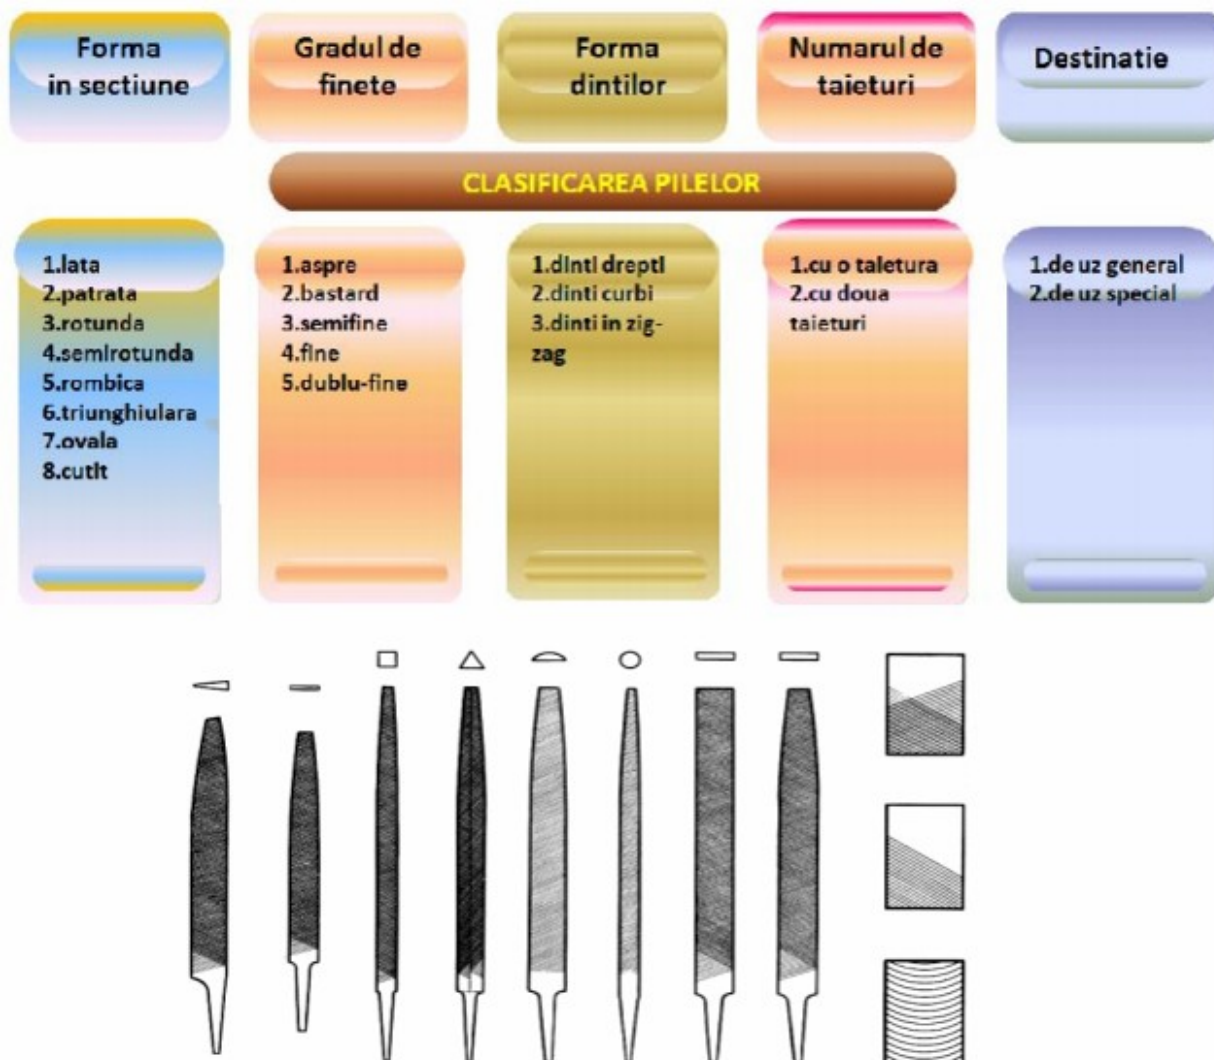 Forma
in sectiune
Gradul de
finete
Forma
dintilor
Numarul de
taieturi
Destinatie
CLASIFICAREA PILELOR
1.lata
2.patrata
3.rotunda
4.semirotunda
5.rombica
6.triunghiulara
7.ovala
8.cutit
1.aspre
2.bastard
3.semifine
4.fine
5.dublu-fine
1.dinti drepti
2.dinti curbi
3.dinti in zig-
zag
1.cu o taietura
2.cu doua
taieturi
1.de uz general
2.de uz special